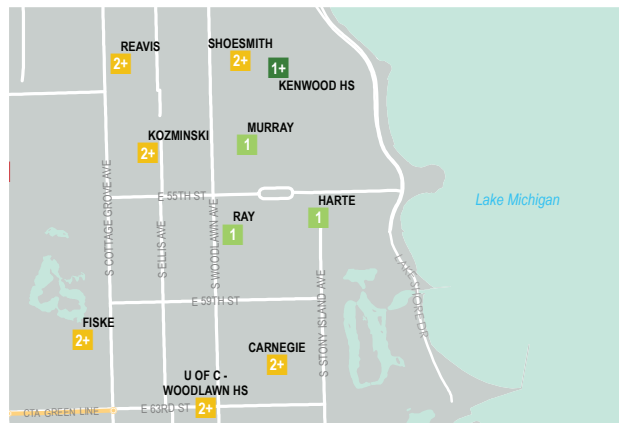 REAVIS
2+
SHOESMITH
2+
1+
KENWOOD HS
KOZMINSKI
2+
MURRAY
1
E 55TH ST
S COTTAGE GROVE AVE
S ELLIS AVE
S WOODLAWN AVE
RAY
1
HARTE
1
Lake Michigan
LAKE SHORE DR
S STONY ISLAND AVE
E 59TH ST
FISKE
2+
CARNEGIE
2+
U OF C -
WOODLAWN HS
2+
CTA GREEN LINE
E 63RD ST